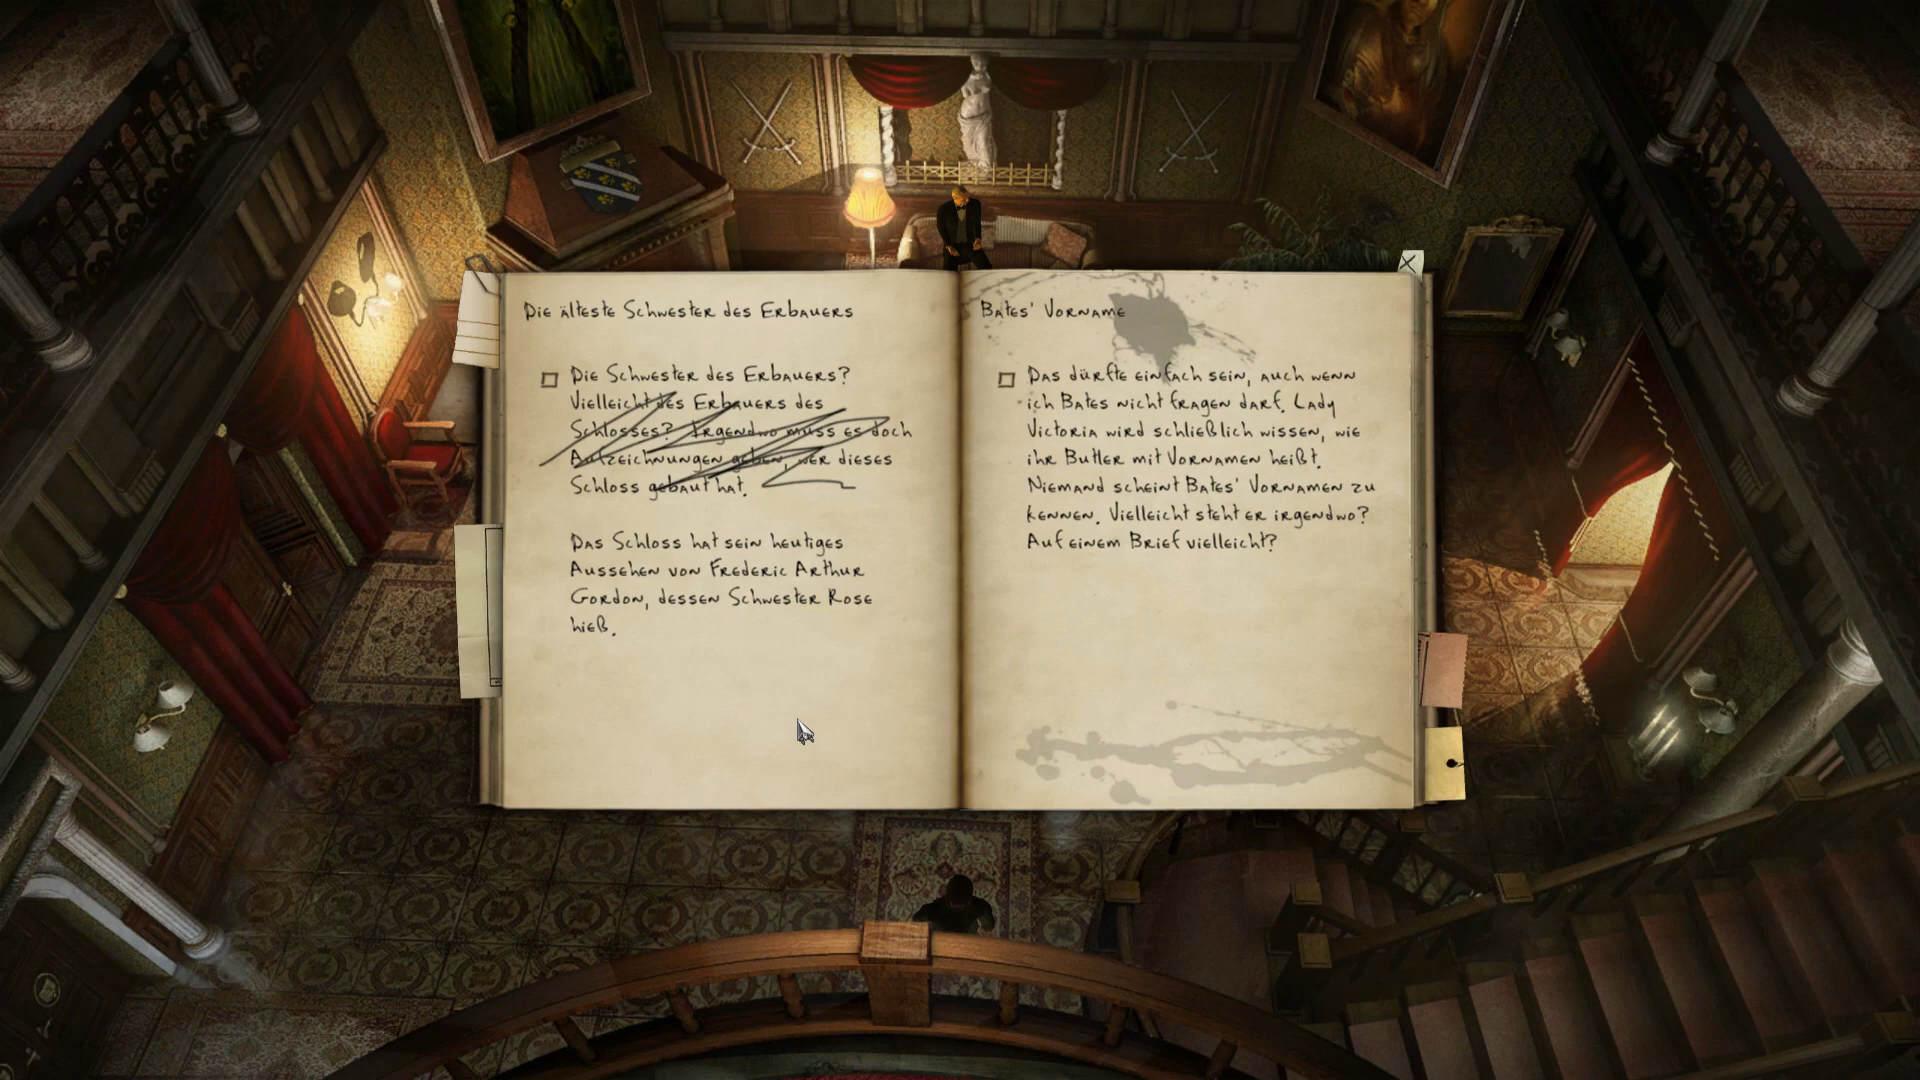 Die älteste Schwester des Erbauers
Die Schwester des Erbauers?
Vielleicht des Erbauers des
Schlosses? Irgendwo muss es doch
Aufzeichnungen geben, wer dieses
Schloss gebaut hat.
Das Schloss hat sein heutiges
Aussehen von Frederic Arthur
Gordon, dessen Schwester Rose
hieß.
Bates' Vorname
Das dürfte einfach sein, auch wenn
ich Bates nicht fragen darf. Lady
Victoria wird schließlich wissen, wie
ihr Butler mit Vornamen heißt.
Niemand scheint Bates' Vornamen zu
kennen. Vielleicht steht er irgendwo?
Auf einem Brief vielleicht?